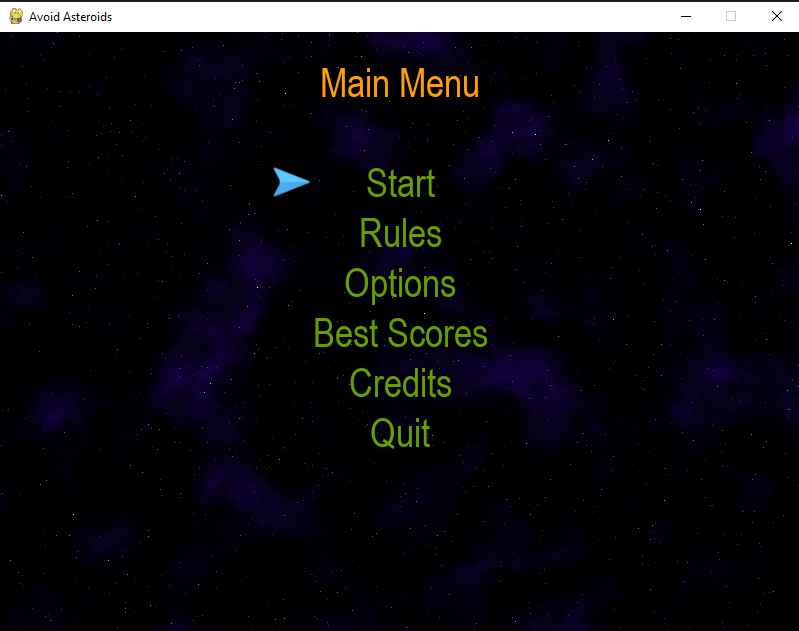 Avoid Asteroids
Main Menu
Start
Rules
Options
Best Scores
Credits
Quit